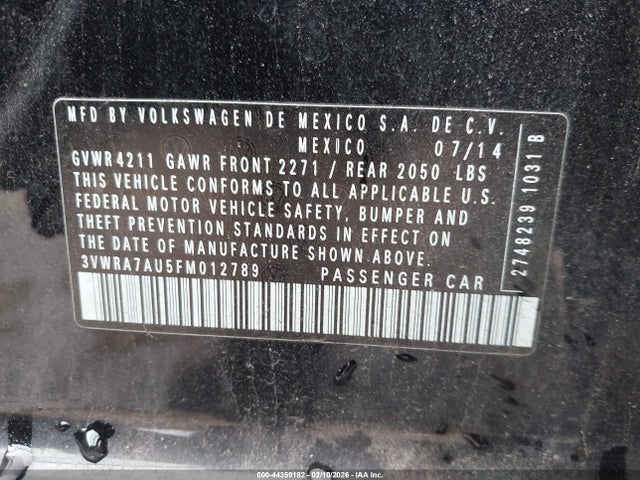 MFD BY VOLKSWAGEN DE MEXICO S.A. DE C.V.
MEXICO 07/14
GVWR 4211 GAWR FRONT 2271 / REAR 2050 LBS
THIS VEHICLE CONFORMS TO ALL APPLICABLE U.S.
FEDERAL MOTOR VEHICLE SAFETY, BUMPER AND
THEFT PREVENTION STANDARDS IN EFFECT ON
THE DATE OF MANUFACTURE SHOWN ABOVE.
3VWRA7AU5FM012789 PASSENGER CAR
2748239 1031 B
000-44359182 - 02/10/2026 - IAAI Inc.